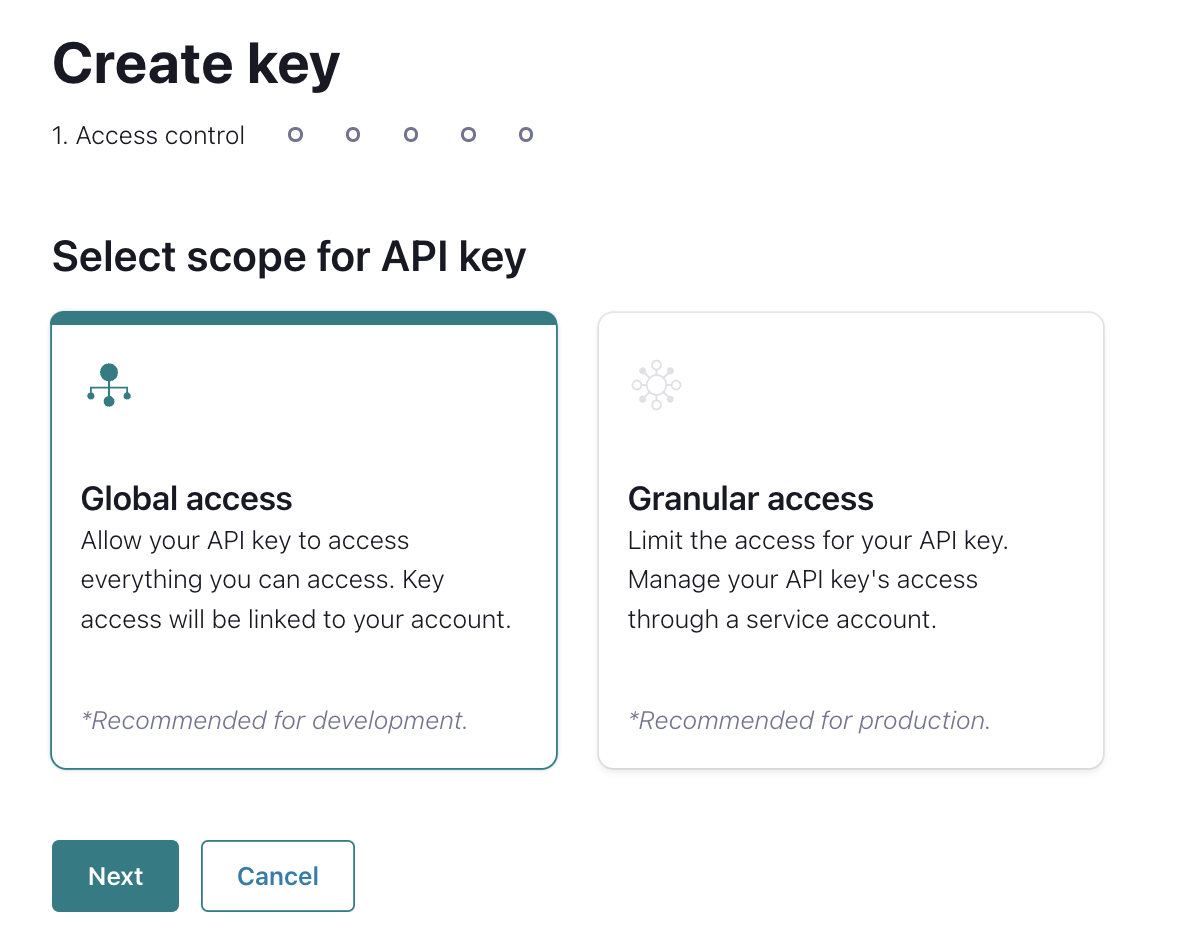 Create key
1. Access control
Select scope for API key
Global access
Allow your API key to access
everything you can access. Key
access will be linked to your account.
*Recommended for development.
Granular access
Limit the access for your API key.
Manage your API key's access
through a service account.
*Recommended for production.
Next
Cancel